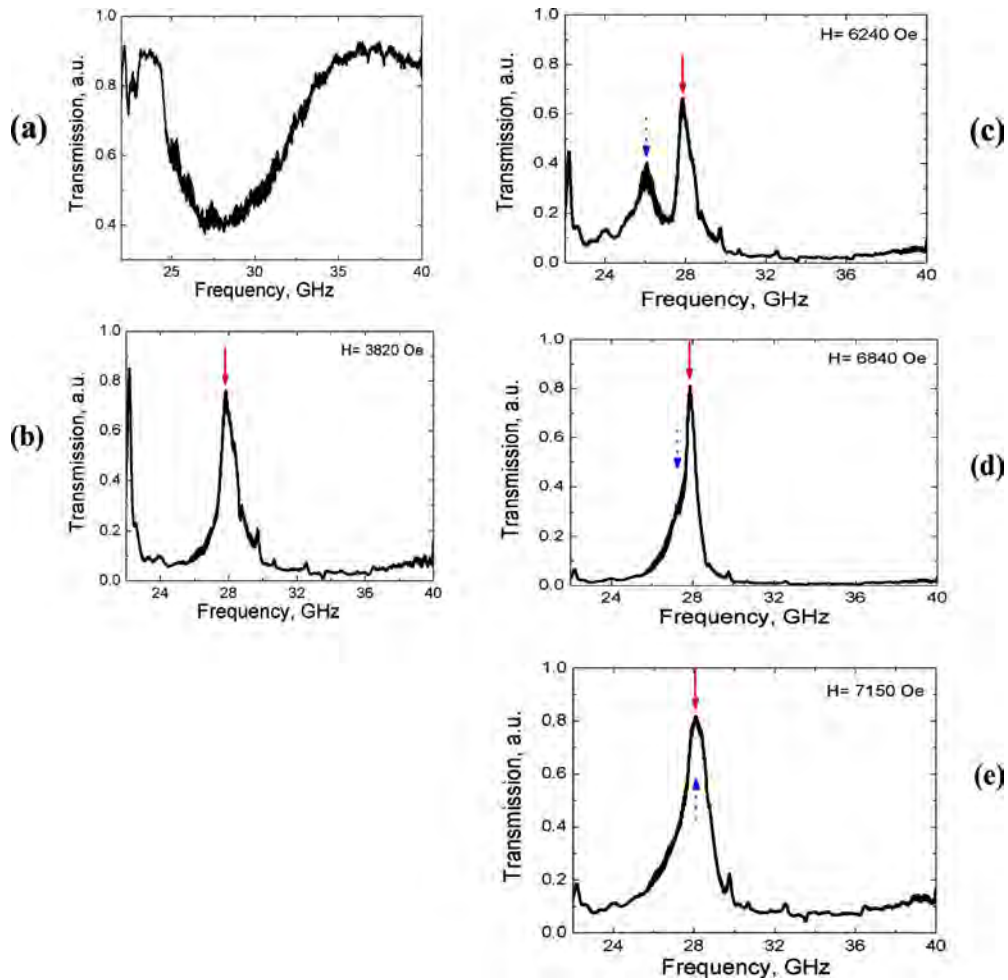 (a)
Transmission, a.u.
1.0
0.8
0.6
0.4
25 30 35 40
Frequency, GHz
(b)
Transmission, a.u.
1.0
0.8
0.6
0.4
0.2
0.0
H= 3820 Oe
24 28 32 36 40
Frequency, GHz
(c)
Transmission, a.u.
1.0
0.8
0.6
0.4
0.2
0.0
H= 6240 Oe
24 28 32 36 40
Frequency, GHz
(d)
Transmission, a.u.
1.0
0.8
0.6
0.4
0.2
0.0
H= 6840 Oe
24 28 32 36 40
Frequency, GHz
(e)
Transmission, a.u.
1.0
0.8
0.6
0.4
0.2
0.0
H= 7150 Oe
24 28 32 36 40
Frequency, GHz